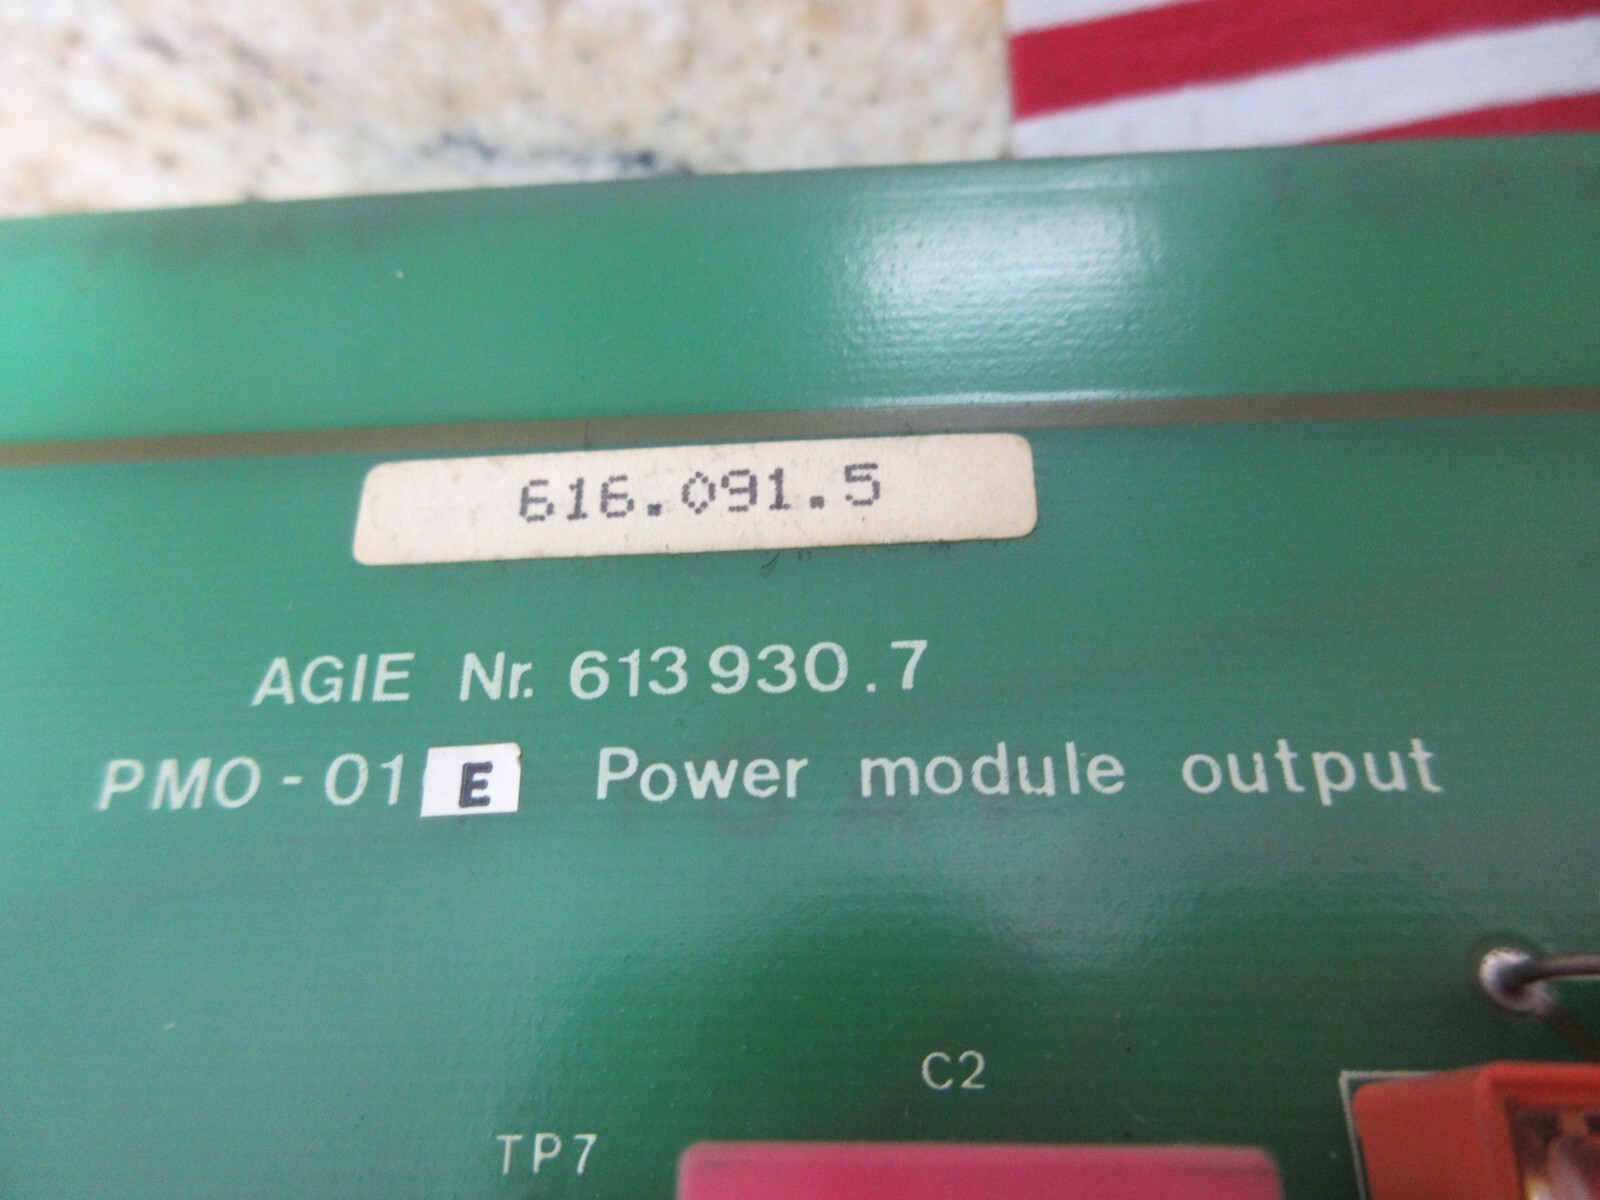 616.091.5
AGIE Nr. 613 930.7
PMO-01 E Power module output
C2
TP7